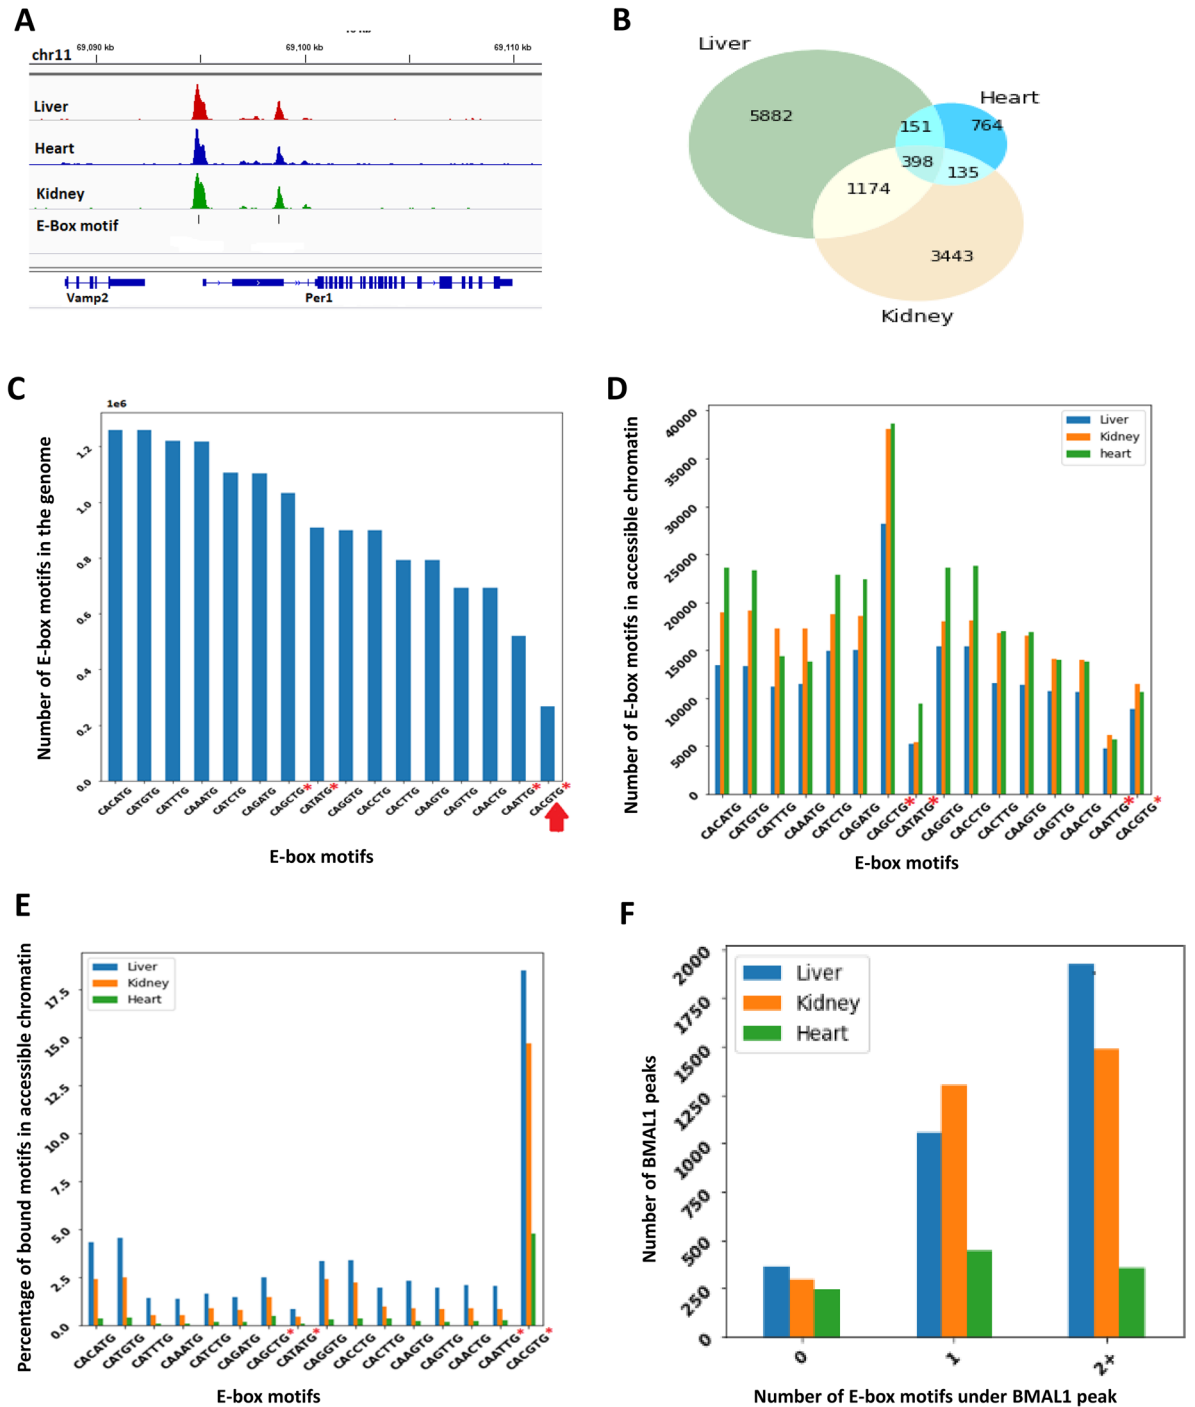 A
chr11
69,090 kb
69,100 kb
69,110 kb
Liver
Heart
Kidney
E-Box motif
Vamp2
Per1
B
Liver
Heart
Kidney
5882
151
764
398
135
1174
3443
C
1e6
Number of E-box motifs in the genome
1.2
1.0
0.8
0.6
0.4
0.2
0.0
CACATG
CATGTG
CATTTG
CAAATG
CATCTG
CAGATG
CAGCTG*
CATATG*
CAGGTG
CACCTG
CACTTG
CAAGTG
CAGTTG
CAACTG
CAATTG*
CACGTG*
E-box motifs
D
Number of E-box motifs in accessible chromatin
40000
35000
30000
25000
20000
15000
10000
5000
0
Liver
Kidney
heart
CACATG
CATGTG
CATTTG
CAAATG
CATCTG
CAGATG
CAGCTG*
CATATG*
CAGGTG
CACCTG
CACTTG
CAAGTG
CAGTTG
CAACTG
CAATTG*
CACGTG*
E-box motifs
E
Percentage of bound motifs in accessible chromatin
17.5
15.0
12.5
10.0
7.5
5.0
2.5
0.0
Liver
Kidney
Heart
CACATG
CATGTG
CATTTG
CAAATG
CATCTG
CAGATG
CAGCTG*
CATATG*
CAGGTG
CACCTG
CACTTG
CAAGTG
CAGTTG
CAACTG
CAATTG*
CACGTG*
E-box motifs
F
Number of BMAL1 peaks
2000
1750
1500
1250
1000
750
500
250
0
Liver
Kidney
Heart
0
1
2+
Number of E-box motifs under BMAL1 peak